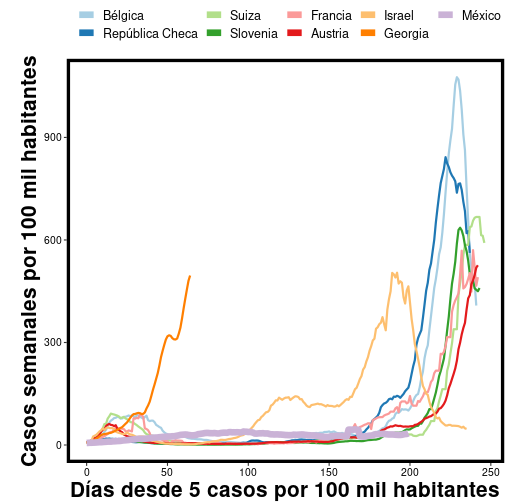 Bélgica
Suiza
Francia
Israel
México
República Checa
Eslovenia
Austria
Georgia
Casos semanales por 100 mil habitantes
900
600
300
0
0
50
100
150
200
250
Días desde 5 casos por 100 mil habitantes